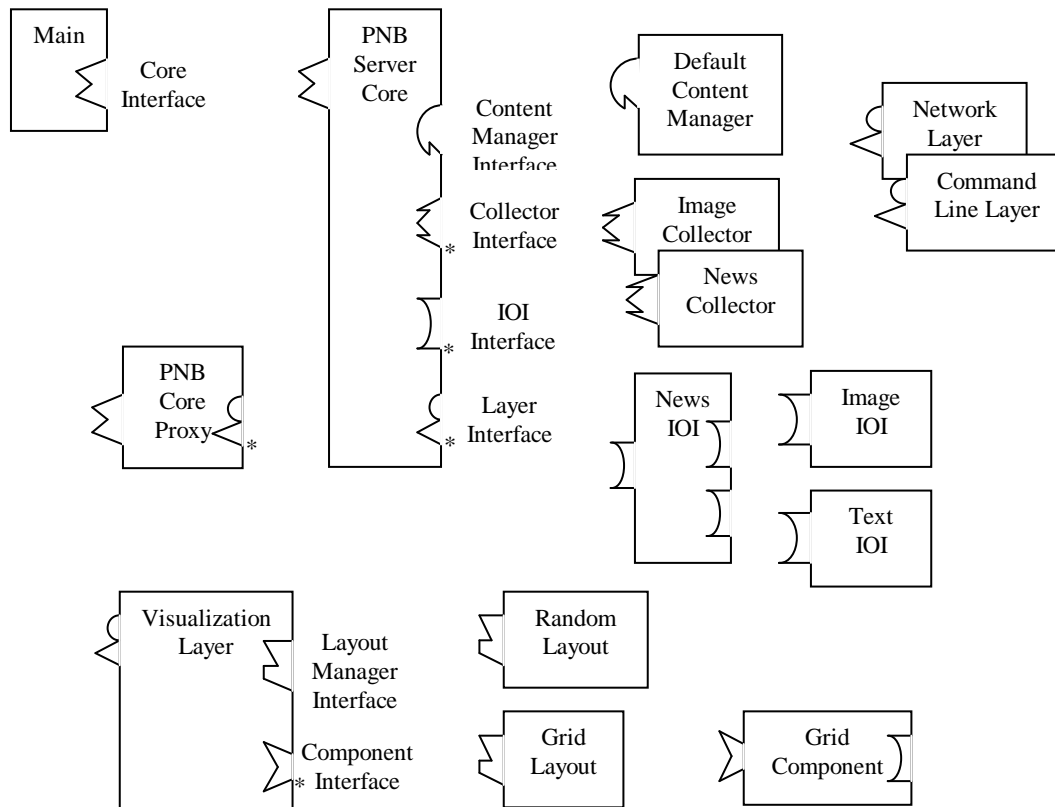 Main
Core
Interface
PNB
Server
Core
Content
Manager
Interface
Collector
Interface
*
IOI
Interface
*
Layer
Interface
*
Default
Content
Manager
Image
Collector
News
Collector
Network
Layer
Command
Line Layer
PNB
Core
Proxy
*
News
IOI
Image
IOI
Text
IOI
Visualization
Layer
Layout
Manager
Interface
Component
Interface
*
Random
Layout
Grid
Layout
Grid
Component